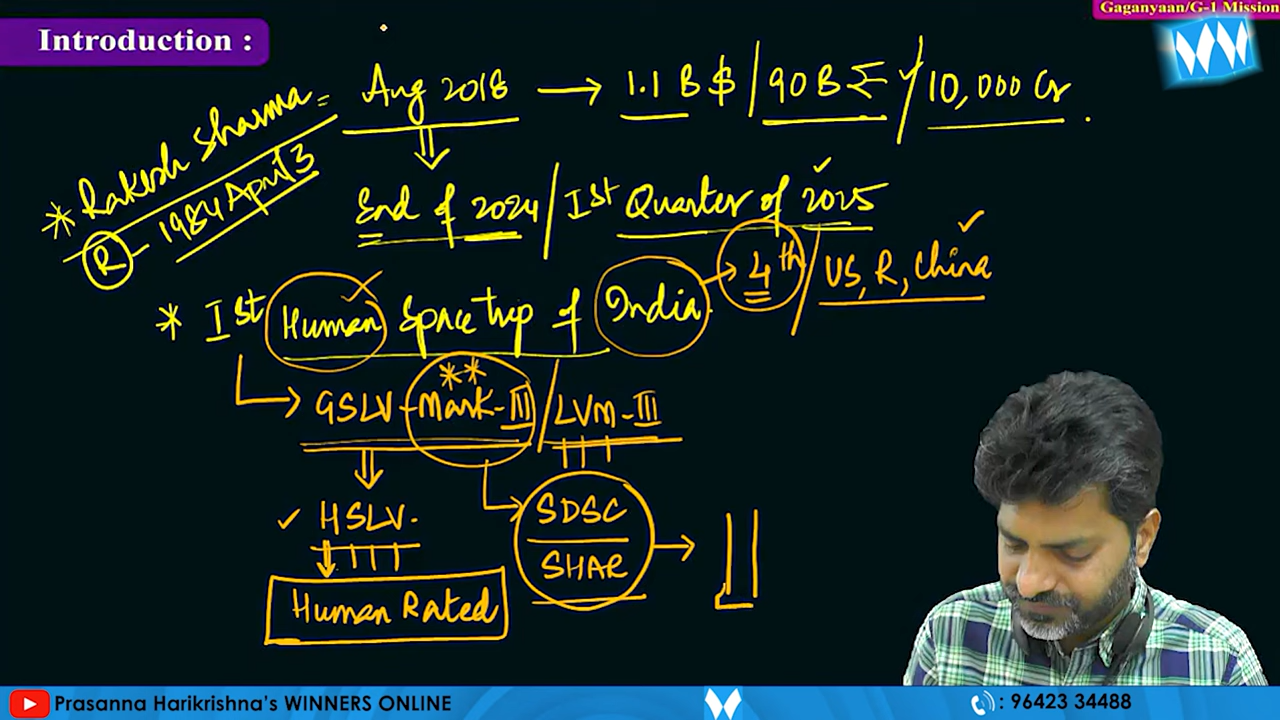 Gaganyaan/G-1 Mission
Introduction :
W
Aug 2018 → 1.1 B $ / 90 B ₹ / 10,000 Cr.
* Rakesh Sharma =
R - 1984 April 3
End of 2024 / Ist Quarter of 2025
* Ist Human Space trip of India. → 4th / US, R, China
→ GSLV - Mark - III / LVM - III
**
HSLV.
SDSC
SHAR
Human Rated
Prasanna Harikrishna's WINNERS ONLINE
W
: 96423 34488